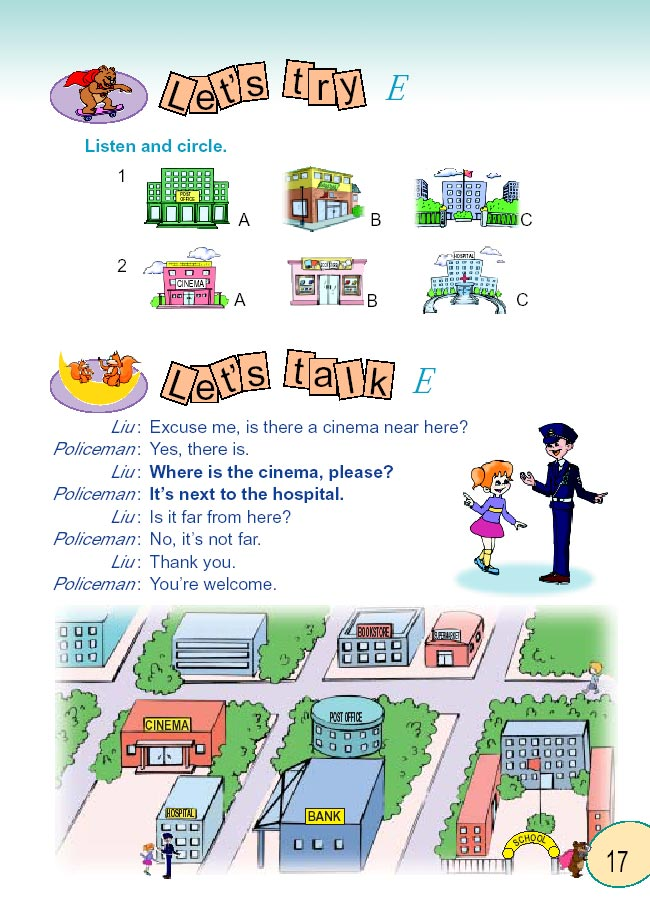 Let's try E
Listen and circle.
1
POST OFFICE
A
B
C
2
CINEMA
A
B
HOSPITAL
C
Let's talk E
Liu: Excuse me, is there a cinema near here?
Policeman: Yes, there is.
Liu: Where is the cinema, please?
Policeman: It's next to the hospital.
Liu: Is it far from here?
Policeman: No, it's not far.
Liu: Thank you.
Policeman: You're welcome.
BOOKSTORE
SUPERMARKET
CINEMA
POST OFFICE
HOSPITAL
BANK
SCHOOL
17